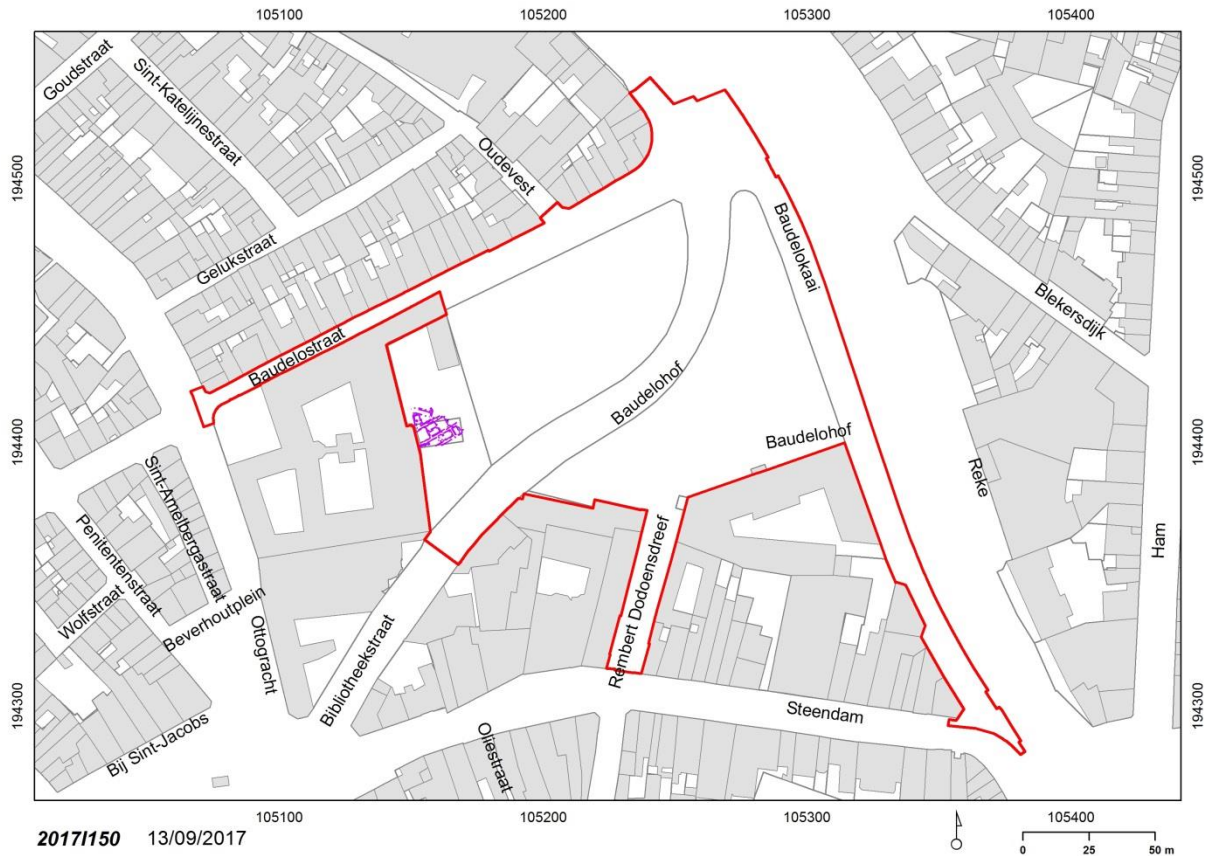 105100 105200 105300 105400
Goudstraat
Sint-Katelijnestraat
Oudevest
194500 194500
Gelukstraat
Baudelokaai
Blekersdijk
Baudelostraat
Baudelohof
194400 194400
Baudelohof
Sint-Amelbergastraat
Reke
Penitentenstraat
Ham
Wolfstraat
Rembert Dodoensdreef
Beverhoutplein
Ottogracht
Bibliotheekstraat
194300 194300
Steendam
Bij Sint-Jacobs
Oliestraat
105100 105200 105300 105400
2017I150 13/09/2017
0 25 50 m